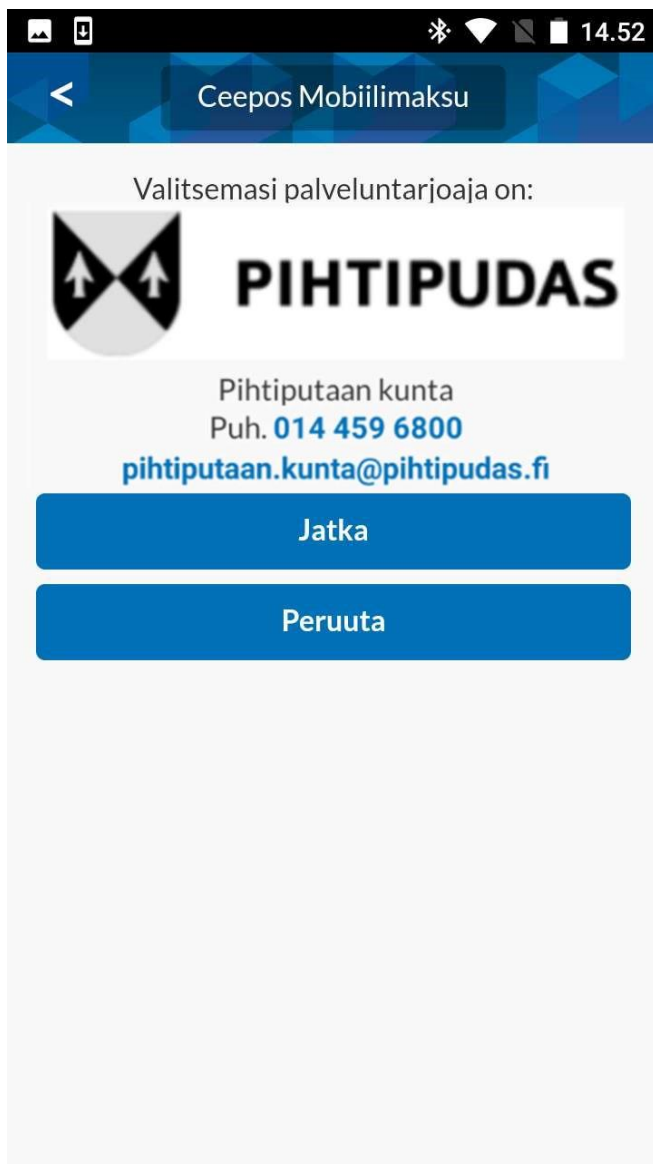 14.52
<
Ceepos Mobiilimaksu
Valitsemasi palveluntarjoaja on:
PIHTIPUDAS
Pihtiputaan kunta
Puh. 014 459 6800
pihtiputaan.kunta@pihtipudas.fi
Jatka
Peruuta